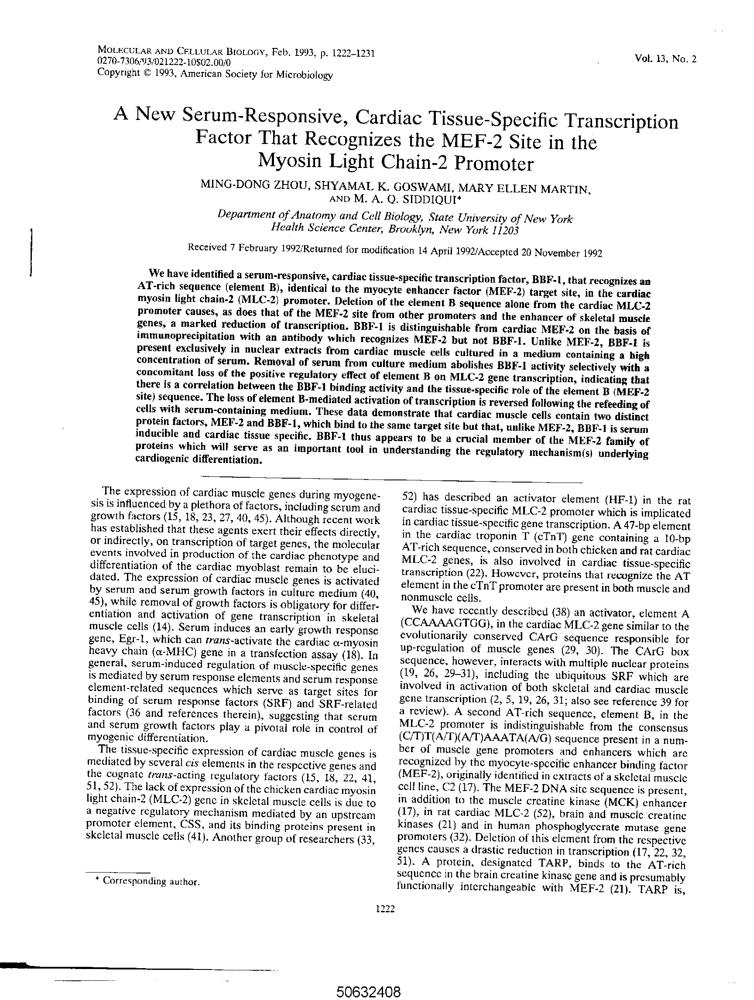 MOLECULAR AND CELLULAR BIOLOGY, Feb. 1993, p. 1222–1231
0270-7306/93/021222-10$02.00/0
Copyright © 1993, American Society for Microbiology
Vol. 13, No. 2
A New Serum-Responsive, Cardiac Tissue-Specific Transcription
Factor That Recognizes the MEF-2 Site in the
Myosin Light Chain-2 Promoter
MING-DONG ZHOU, SHYAMAL K. GOSWAMI, MARY ELLEN MARTIN,
AND M. A. Q. SIDDIQUI*
Department of Anatomy and Cell Biology, State University of New York
Health Science Center, Brooklyn, New York 11203
Received 7 February 1992/Returned for modification 14 April 1992/Accepted 20 November 1992
We have identified a serum-responsive, cardiac tissue-specific transcription factor, BBF-1, that recognizes an
AT-rich sequence (element B), identical to the myocyte enhancer factor (MEF-2) target site, in the cardiac
myosin light chain-2 (MLC-2) promoter. Deletion of the element B sequence alone from the cardiac MLC-2
promoter causes, as does that of the MEF-2 site from other promoters and the enhancer of skeletal muscle
genes, a marked reduction of transcription. BBF-1 is distinguishable from cardiac MEF-2 on the basis of
immunoprecipitation with an antibody which recognizes MEF-2 but not BBF-1. Unlike MEF-2, BBF-1 is
present exclusively in nuclear extracts from cardiac muscle cells cultured in a medium containing a high
concentration of serum. Removal of serum from culture medium abolishes BBF-1 activity selectively with a
concomitant loss of the positive regulatory effect of element B on MLC-2 gene transcription, indicating that
there is a correlation between the BBF-1 binding activity and the tissue-specific role of the element B (MEF-2
site) sequence. The loss of element B-mediated activation of transcription is reversed following the refeeding of
cells with serum-containing medium. These data demonstrate that cardiac muscle cells contain two distinct
protein factors, MEF-2 and BBF-1, which bind to the same target site but that, unlike MEF-2, BBF-1 is serum
inducible and cardiac tissue specific. BBF-1 thus appears to be a crucial member of the MEF-2 family of
proteins which will serve as an important tool in understanding the regulatory mechanism(s) underlying
cardiogenic differentiation.
The expression of cardiac muscle genes during myogene-
sis is influenced by a plethora of factors, including serum and
growth factors (15, 18, 23, 27, 40, 45). Although recent work
has established that these agents exert their effects directly,
or indirectly, on transcription of target genes, the molecular
events involved in production of the cardiac phenotype and
differentiation of the cardiac myoblast remain to be eluci-
dated. The expression of cardiac muscle genes is activated
by serum and serum growth factors in culture medium (40,
45), while removal of growth factors is obligatory for differ-
entiation and activation of gene transcription in skeletal
muscle cells (14). Serum induces an early growth response
gene, Egr-1, which can trans-activate the cardiac α-myosin
heavy chain (α-MHC) gene in a transfection assay (18). In
general, serum-induced regulation of muscle-specific genes
is mediated by serum response elements and serum response
element-related sequences which serve as target sites for
binding of serum response factors (SRF) and SRF-related
factors (36 and references therein), suggesting that serum
and serum growth factors play a pivotal role in control of
myogenic differentiation.
The tissue-specific expression of cardiac muscle genes is
mediated by several cis elements in the respective genes and
the cognate trans-acting regulatory factors (15, 18, 22, 41,
51, 52). The lack of expression of the chicken cardiac myosin
light chain-2 (MLC-2) gene in skeletal muscle cells is due to
a negative regulatory mechanism mediated by an upstream
promoter element, CSS, and its binding proteins present in
skeletal muscle cells (41). Another group of researchers (33,
* Corresponding author.
52) has described an activator element (HF-1) in the rat
cardiac tissue-specific MLC-2 promoter which is implicated
in cardiac tissue-specific gene transcription. A 47-bp element
in the cardiac troponin T (cTnT) gene containing a 10-bp
AT-rich sequence, conserved in both chicken and rat cardiac
MLC-2 genes, is also involved in cardiac tissue-specific
transcription (22). However, proteins that recognize the AT
element in the cTnT promoter are present in both muscle and
nonmuscle cells.
We have recently described (38) an activator, element A
(CCAAAAGTGG), in the cardiac MLC-2 gene similar to the
evolutionarily conserved CArG sequence responsible for
up-regulation of muscle genes (29, 30). The CArG box
sequence, however, interacts with multiple nuclear proteins
(19, 26, 29–31), including the ubiquitous SRF which are
involved in activation of both skeletal and cardiac muscle
gene transcription (2, 5, 19, 26, 31; also see reference 39 for
a review). A second AT-rich sequence, element B, in the
MLC-2 promoter is indistinguishable from the consensus
(C/T)T(A/T)(A/T)AAATA(A/G) sequence present in a num-
ber of muscle gene promoters and enhancers which are
recognized by the myocyte-specific enhancer binding factor
(MEF-2), originally identified in extracts of a skeletal muscle
cell line, C2 (17). The MEF-2 DNA site sequence is present,
in addition to the muscle creatine kinase (MCK) enhancer
(17), in rat cardiac MLC-2 (52), brain and muscle creatine
kinases (21) and in human phosphoglycerate mutase gene
promoters (32). Deletion of this element from the respective
genes causes a drastic reduction in transcription (17, 22, 32,
51). A protein, designated TARP, binds to the AT-rich
sequence in the brain creatine kinase gene and is presumably
functionally interchangeable with MEF-2 (21). TARP is,
1222
50632408